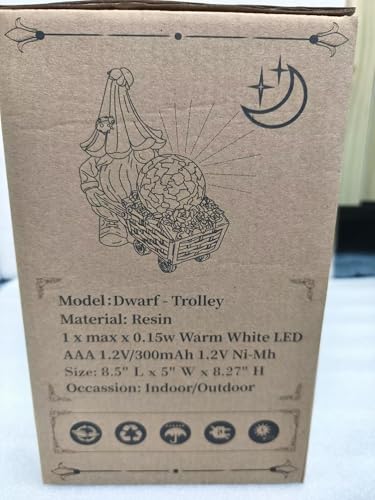 Model:Dwarf - Trolley
Material: Resin
1 x max x 0.15w Warm White LED
AAA 1.2V/300mAh 1.2V Ni-Mh
Size: 8.5" L x 5" W x 8.27" H
Occassion: Indoor/Outdoor